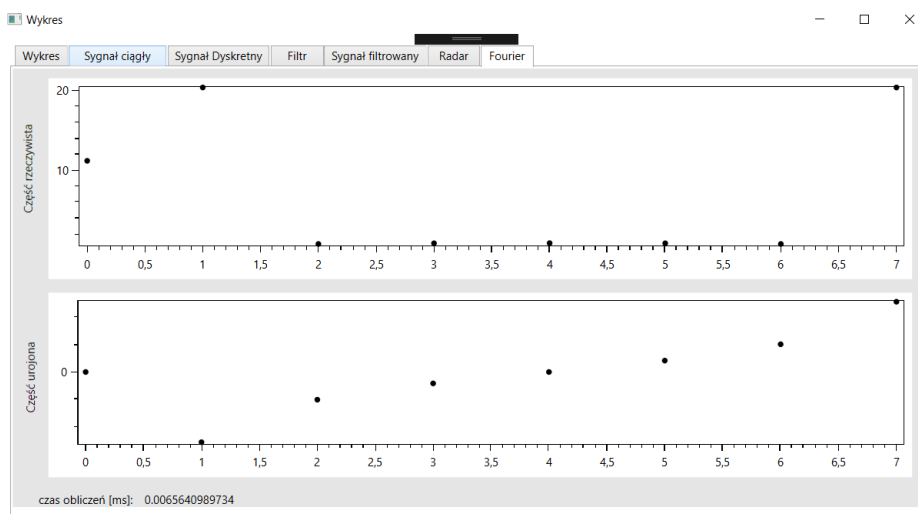 Wykres
Wykres Sygnał ciągły Sygnał Dyskretny Filtr Sygnał filtrowany Radar Fourier
Część rzeczywista
20
10
0 0,5 1 1,5 2 2,5 3 3,5 4 4,5 5 5,5 6 6,5 7
Część urojona
0
0 0,5 1 1,5 2 2,5 3 3,5 4 4,5 5 5,5 6 6,5 7
czas obliczeń [ms]: 0.0065640989734